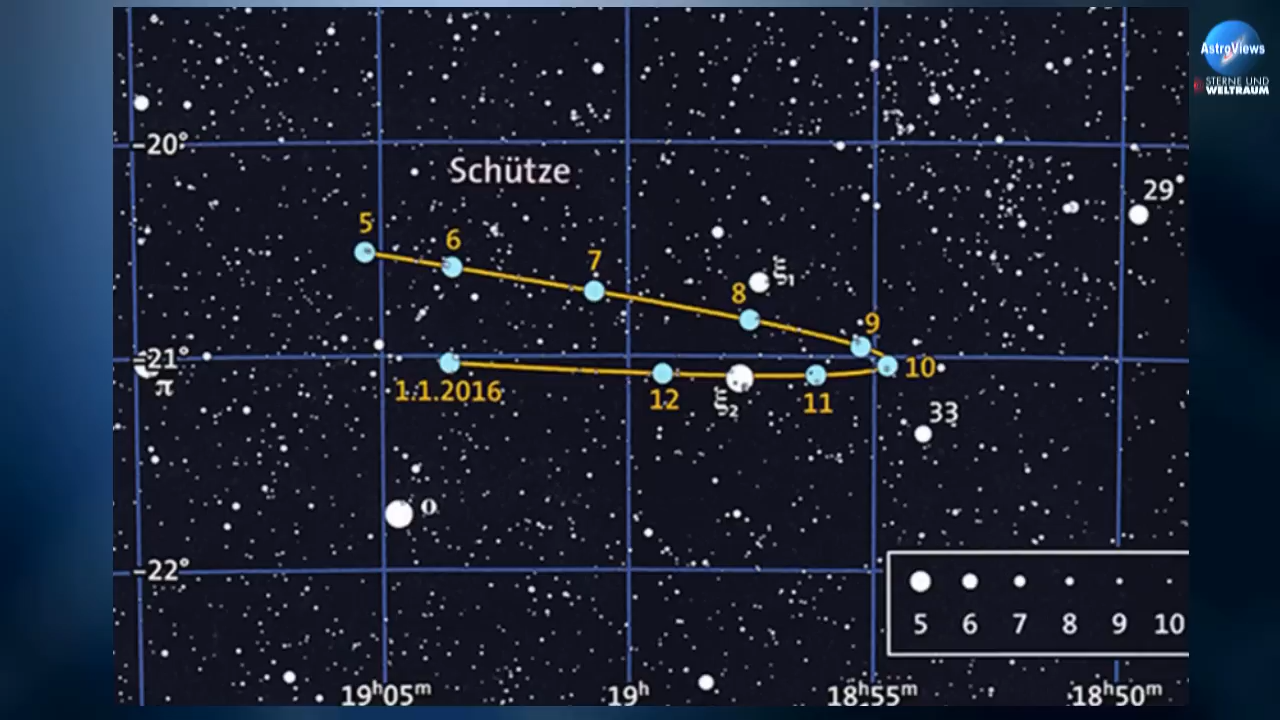 AstroViews
STERNE UND
WELTRAUM
-20°
Schütze
29
5
6
7
ξ1
8
9
-21°
10
π
1.1.2016
12
ξ2
11
33
ο
-22°
5 6 7 8 9 10
19h05m 19h 18h55m 18h50m